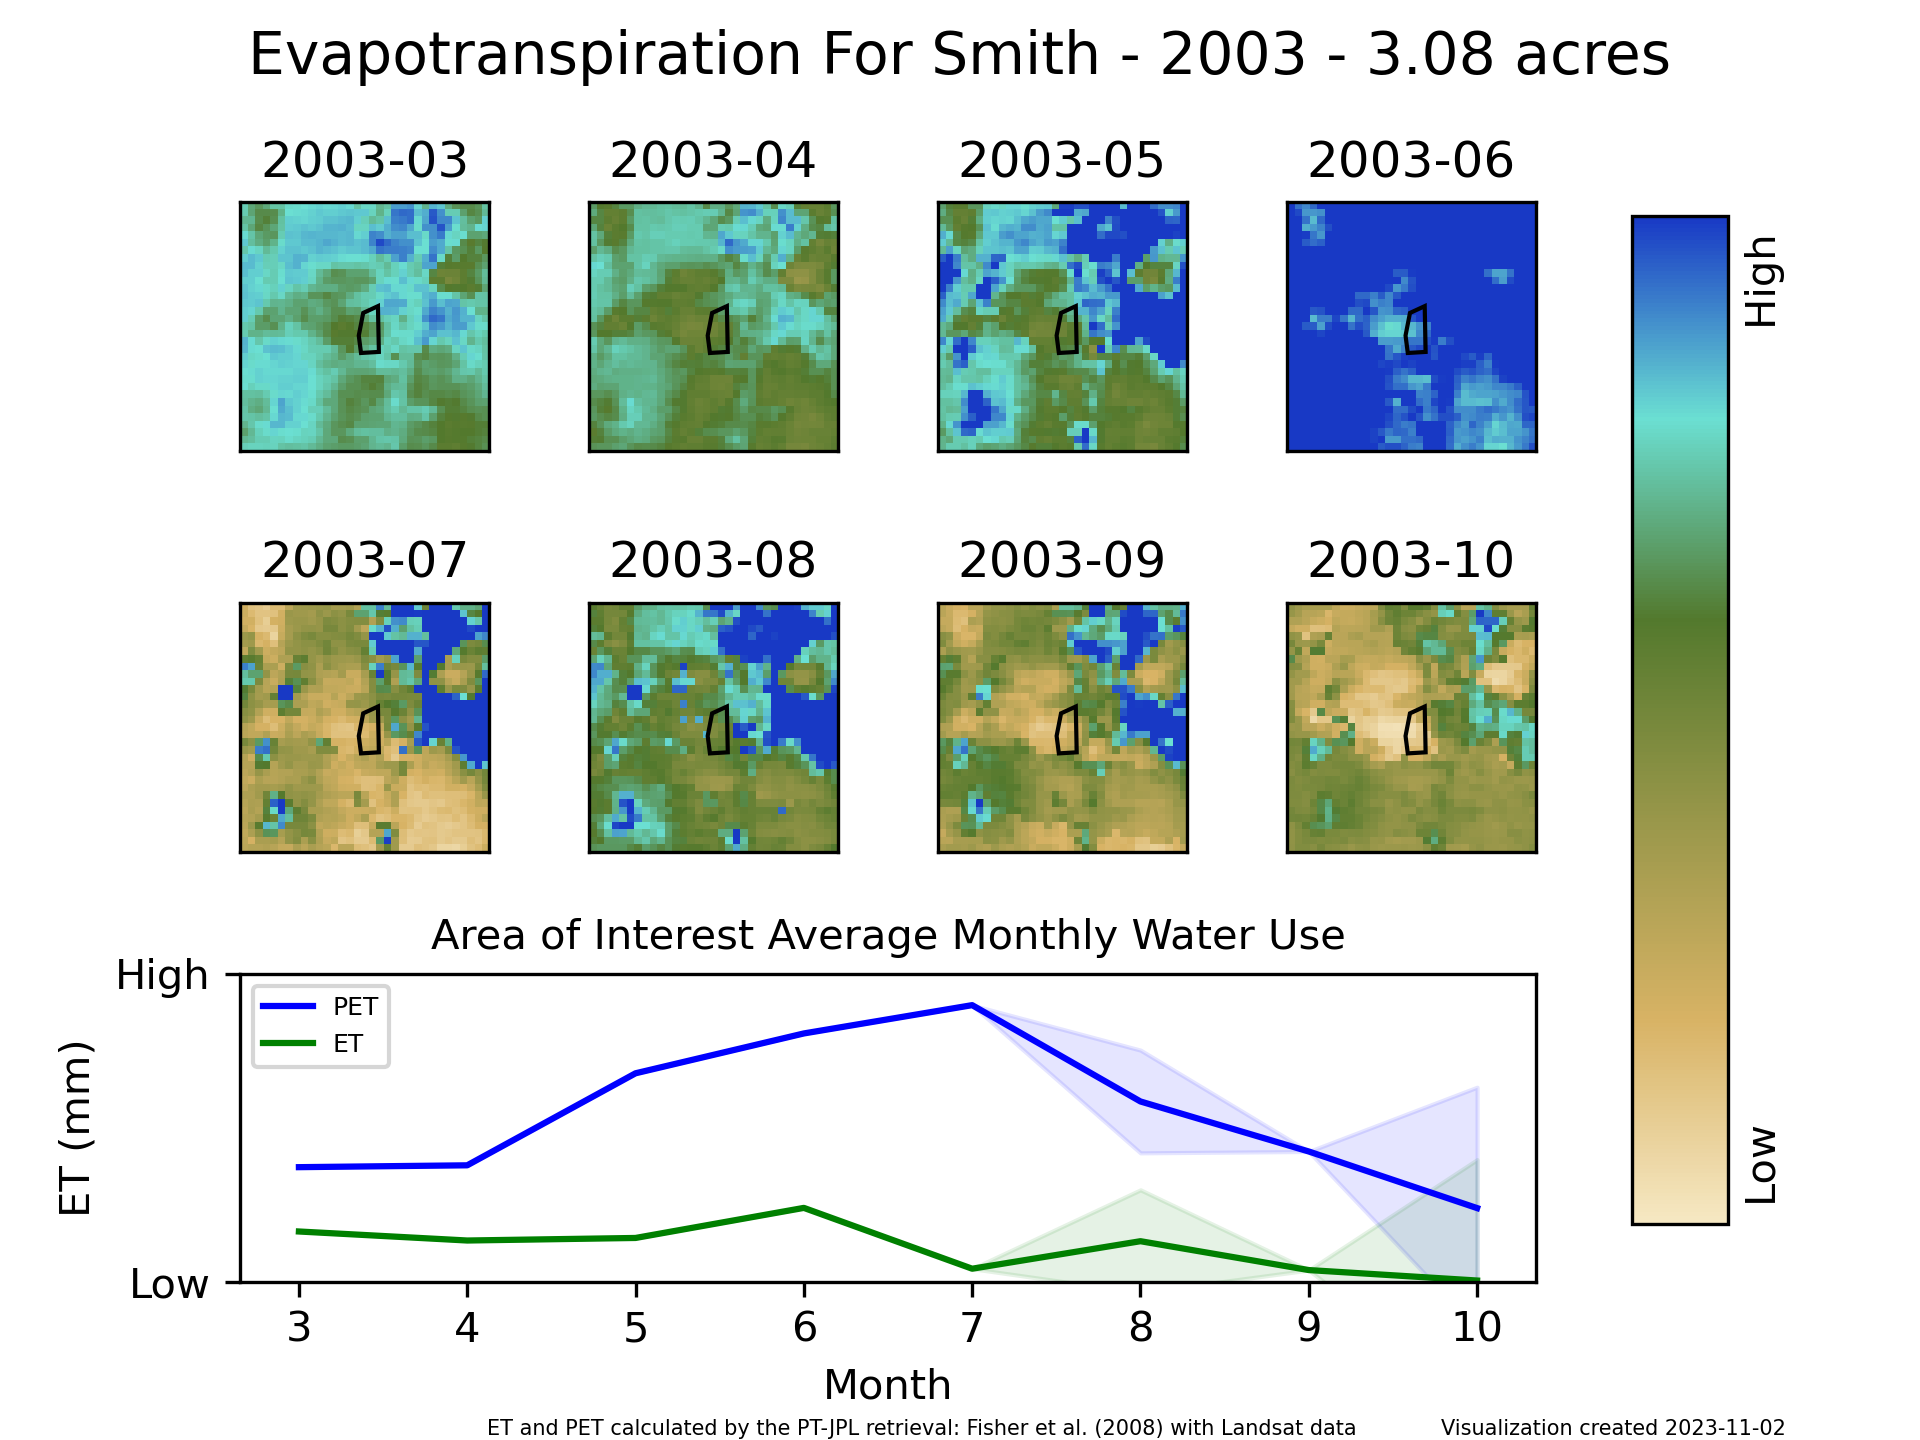 Evapotranspiration For Smith - 2003 - 3.08 acres
2003-03
2003-04
2003-05
2003-06
2003-07
2003-08
2003-09
2003-10
High
Low
Area of Interest Average Monthly Water Use
High
Low
ET (mm)
PET
ET
3 4 5 6 7 8 9 10
Month
ET and PET calculated by the PT-JPL retrieval: Fisher et al. (2008) with Landsat data
Visualization created 2023-11-02